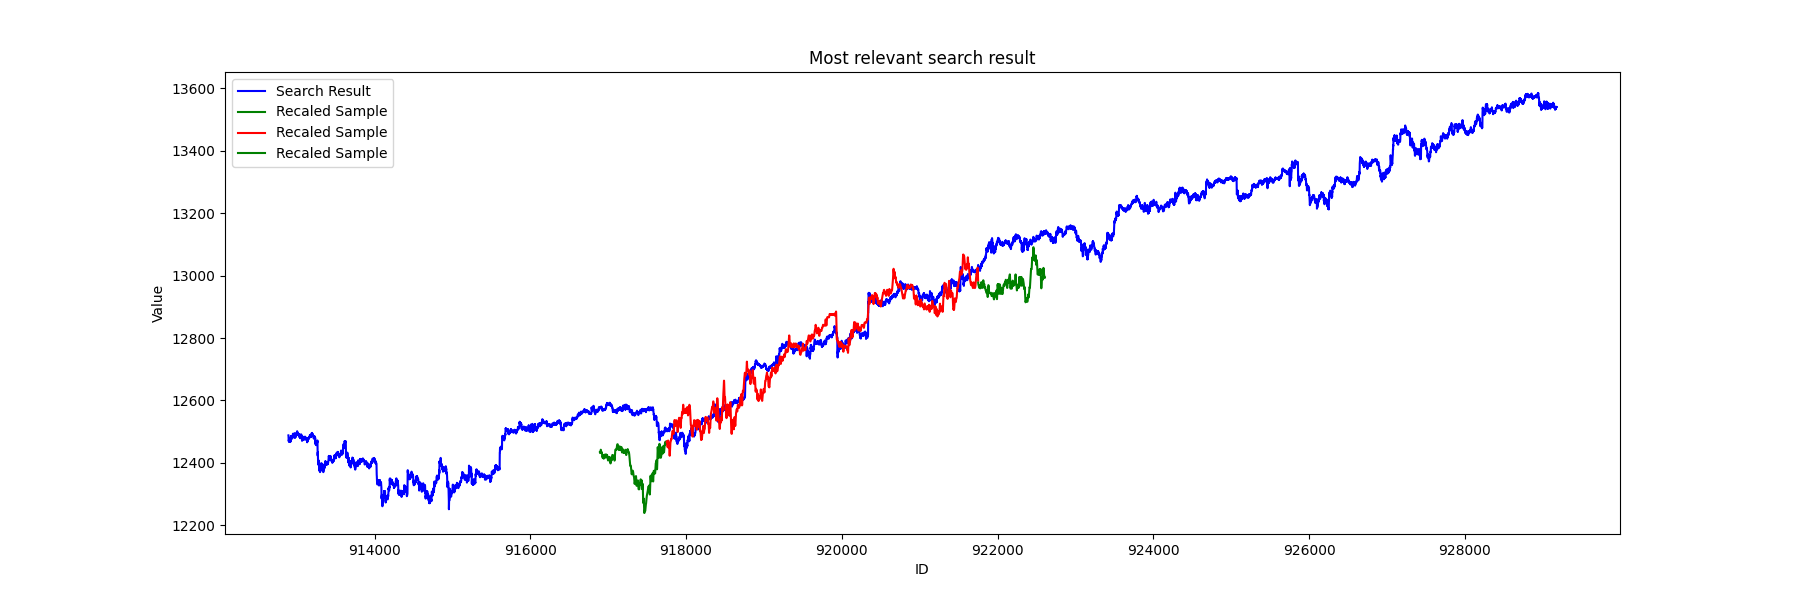 Most relevant search result
Search Result
Recaled Sample
Recaled Sample
Recaled Sample
13600
13400
13200
13000
12800
12600
12400
12200
Value
914000 916000 918000 920000 922000 924000 926000 928000
ID